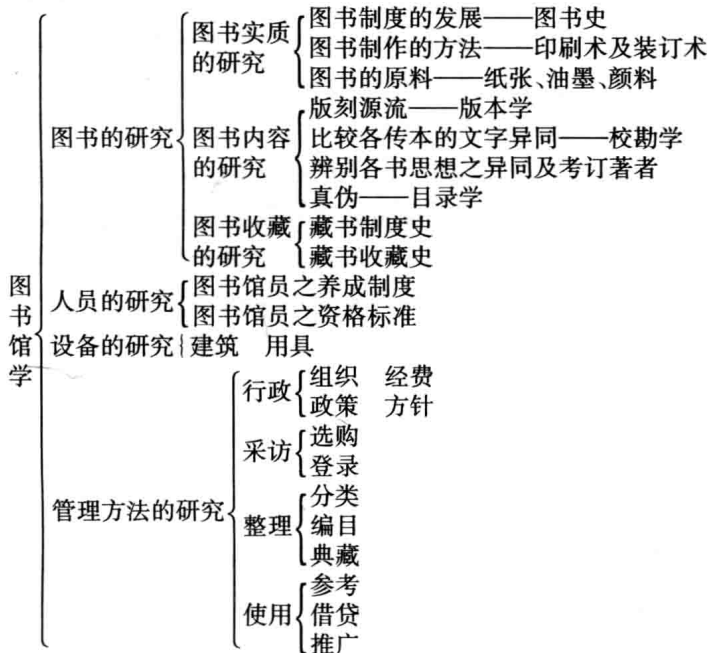 图书馆学
图书的研究
图书实质
的研究
图书制度的发展——图书史
图书制作的方法——印刷术及装订术
图书的原料——纸张、油墨、颜料
图书内容
的研究
版刻源流——版本学
比较各传本的文字异同——校勘学
辨别各书思想之异同及考订著者
真伪——目录学
图书收藏
的研究
藏书制度史
藏书收藏史
人员的研究
图书馆员之养成制度
图书馆员之资格标准
设备的研究
建筑 用具
管理方法的研究
行政
组织 经费
政策 方针
采访
选购
登录
整理
分类
编目
典藏
使用
参考
借贷
推广